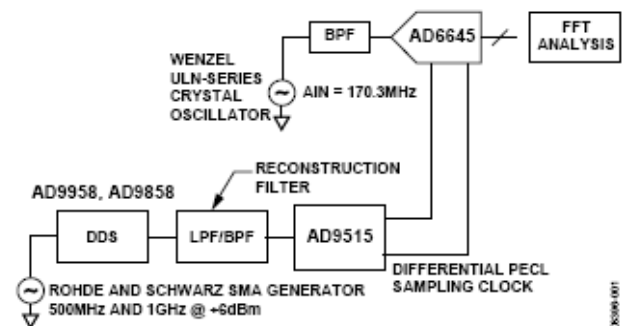 BPF
AD6645
FFT
ANALYSIS
WENZEL
ULN-SERIES
CRYSTAL
OSCILLATOR
AIN = 170.3MHz
RECONSTRUCTION
FILTER
AD9958, AD9858
DDS
LPF/BPF
AD9515
DIFFERENTIAL PECL
SAMPLING CLOCK
ROHDE AND SCHWARZ SMA GENERATOR
500MHz AND 1GHz @ +6dBm